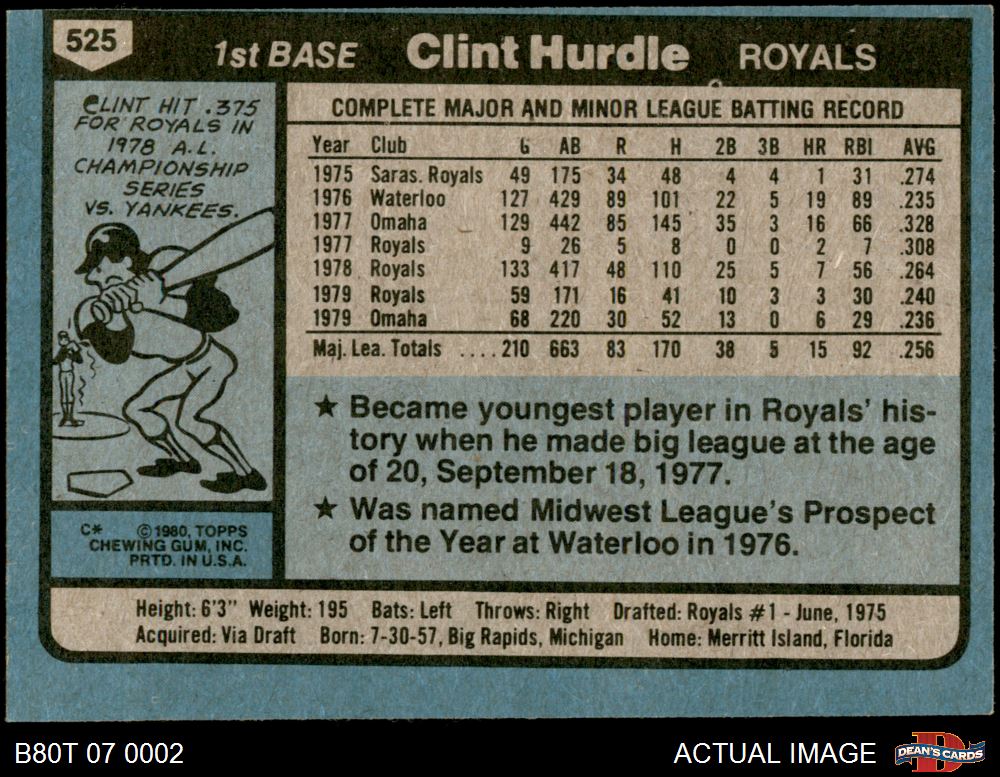 525
1st BASE Clint Hurdle ROYALS
CLINT HIT .375
FOR ROYALS IN
1978 A.L.
CHAMPIONSHIP
SERIES
VS. YANKEES.
COMPLETE MAJOR AND MINOR LEAGUE BATTING RECORD
Year Club G AB R H 2B 3B HR RBI AVG
1975 Saras. Royals 49 175 34 48 4 4 1 31 .274
1976 Waterloo 127 429 89 101 22 5 19 89 .235
1977 Omaha 129 442 85 145 35 3 16 66 .328
1977 Royals 9 26 5 8 0 0 2 7 .308
1978 Royals 133 417 48 110 25 5 7 56 .264
1979 Royals 59 171 16 41 10 3 3 30 .240
1979 Omaha 68 220 30 52 13 0 6 29 .236
Maj. Lea. Totals ....210 663 83 170 38 5 15 92 .256
★ Became youngest player in Royals' his-
tory when he made big league at the age
of 20, September 18, 1977.
★ Was named Midwest League's Prospect
of the Year at Waterloo in 1976.
C* ©1980, TOPPS
CHEWING GUM, INC.
PRTD. IN U.S.A.
Height: 6'3" Weight: 195 Bats: Left Throws: Right Drafted: Royals #1 - June, 1975
Acquired: Via Draft Born: 7-30-57, Big Rapids, Michigan Home: Merritt Island, Florida
B80T 07 0002 ACTUAL IMAGE D DEAN'S CARDS